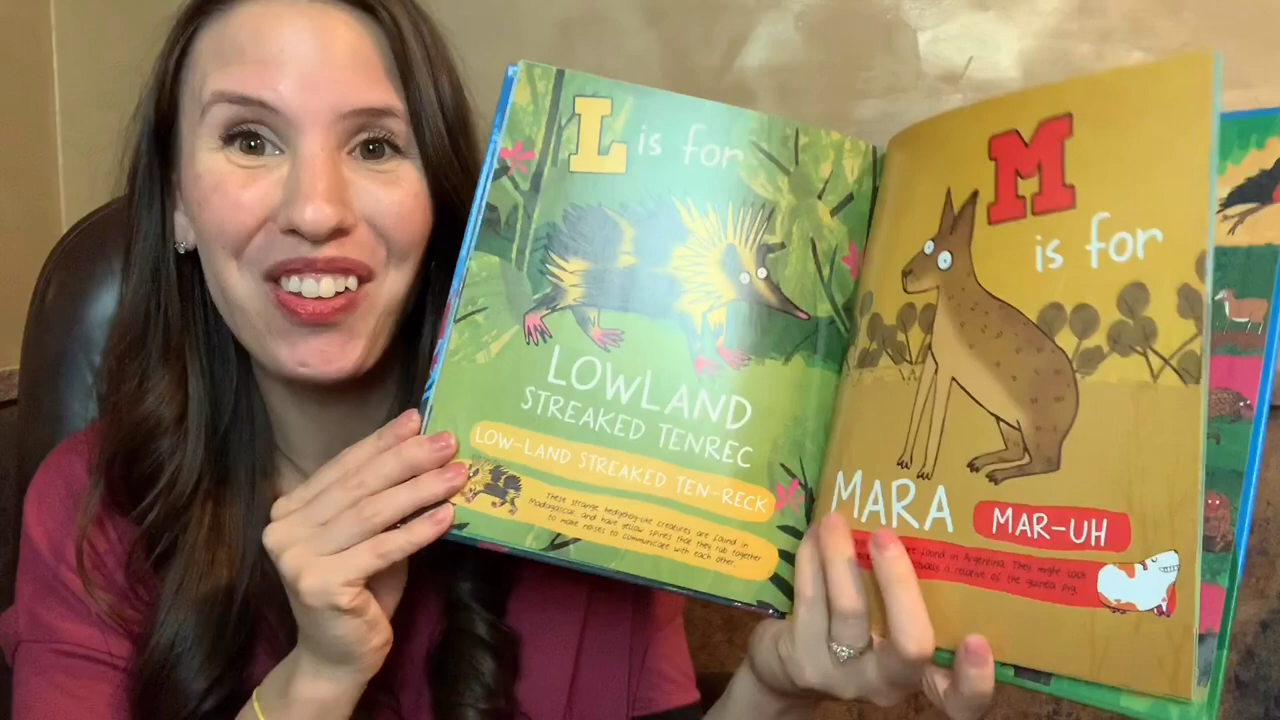 L is for
LOWLAND
STREAKED TENREC
LOW-LAND STREAKED TEN-RECK
These strange hedgehog-like creatures are found in
Madagascar, and have yellow spines that they rub together
to make noises to communicate with each other.
M
is for
MARA
MAR-UH
are found in Argentina. They might look
a relative of the guinea pig.